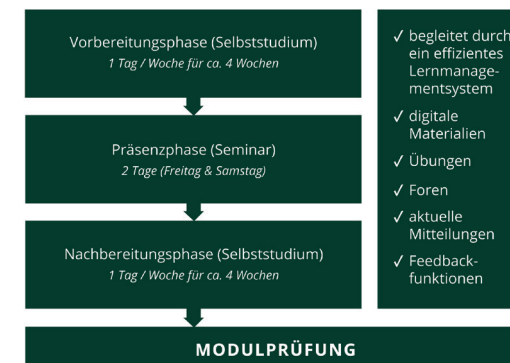 Vorbereitungsphase (Selbststudium)
1 Tag / Woche für ca. 4 Wochen
Präsenzphase (Seminar)
2 Tage (Freitag & Samstag)
Nachbereitungsphase (Selbststudium)
1 Tag / Woche für ca. 4 Wochen
MODULPRÜFUNG
✓ begleitet durch
ein effizientes
Lernmanage-
mentsystem
✓ digitale
Materialien
✓ Übungen
✓ Foren
✓ aktuelle
Mitteilungen
✓ Feedback-
funktionen